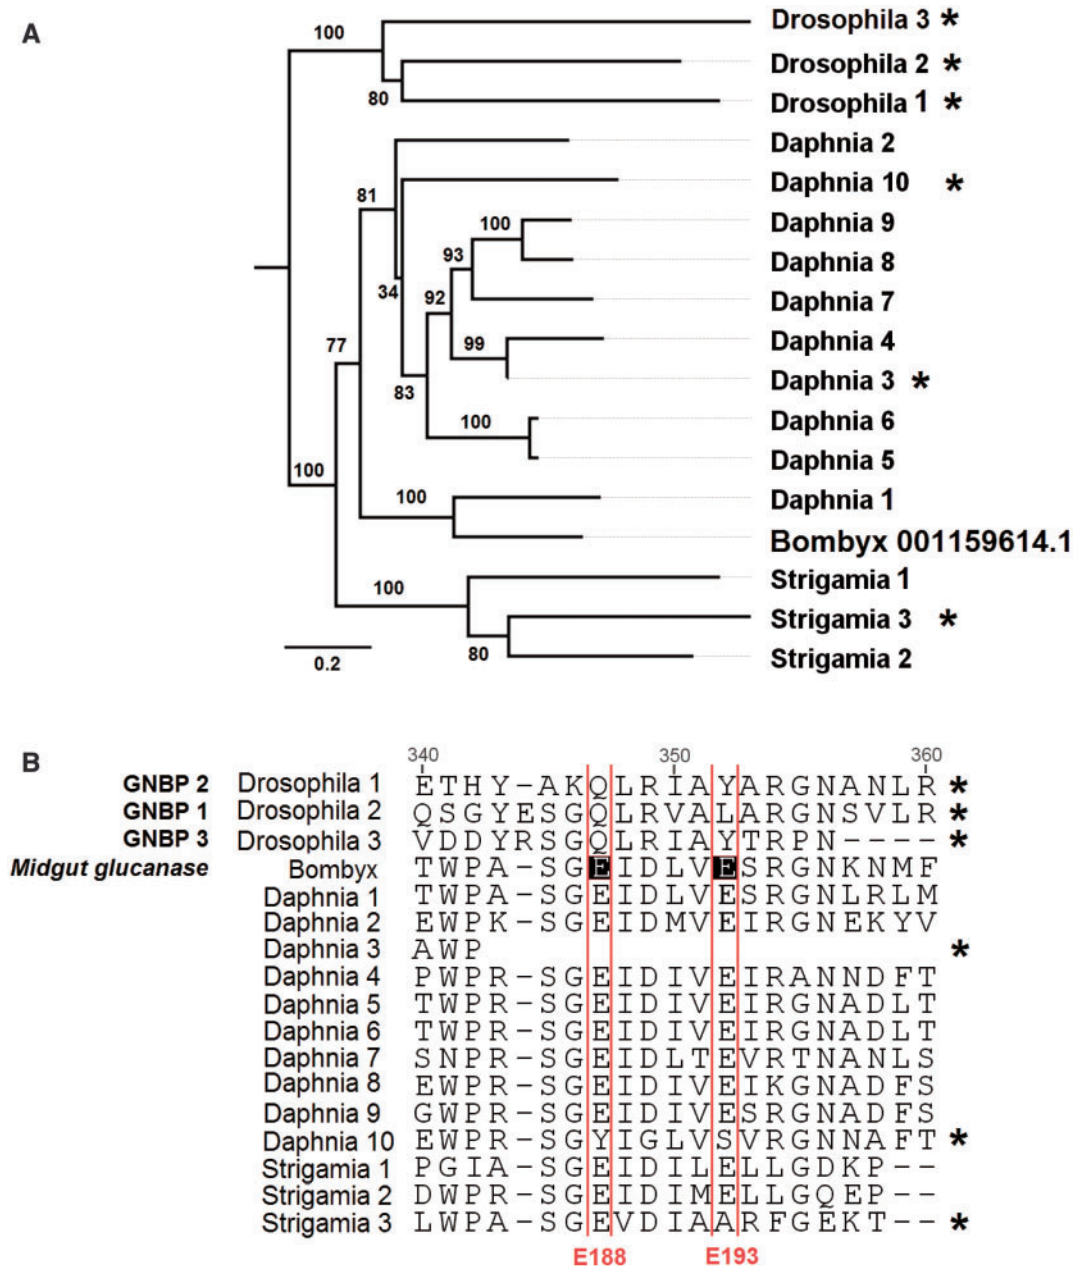 A
100
Drosophila 3 *
Drosophila 2 *
80
Drosophila 1 *
Daphnia 2
Daphnia 10 *
81
100
Daphnia 9
93
Daphnia 8
34
92
Daphnia 7
77
99
Daphnia 4
83
Daphnia 3 *
100
Daphnia 6
Daphnia 5
100
100
Daphnia 1
Bombyx 001159614.1
100
Strigamia 1
Strigamia 3 *
80
Strigamia 2
0.2
B
340 350 360
GNBP 2 Drosophila 1 ETHY-AKQLRIAYARGNANLR *
GNBP 1 Drosophila 2 QSGYESGQLRVALARGNSVLR *
GNBP 3 Drosophila 3 VDDYRSGQLRIAYTRPN---- *
Midgut glucanase Bombyx TWPA-SGEIDLVESRGNKNMF
Daphnia 1 TWPA-SGEIDLVESRGNLRLM
Daphnia 2 EWPK-SGEIDMVEIRGNEKYV
Daphnia 3 AWP *
Daphnia 4 PWPR-SGEIDIVEIRANNDFT
Daphnia 5 TWPR-SGEIDIVEIRGNADLT
Daphnia 6 TWPR-SGEIDIVEIRGNADLT
Daphnia 7 SNPR-SGEIDLTEVRTNANLS
Daphnia 8 EWPR-SGEIDIVEIKGNADFS
Daphnia 9 GWPR-SGEIDIVESRGNADFS
Daphnia 10 EWPR-SGYIGLVSVRGNNAFT *
Strigamia 1 PGIA-SGEIDILELLGDKP--
Strigamia 2 DWPR-SGEIDIMELLGQEP--
Strigamia 3 LWPA-SGEVDIAARFGEKT-- *
E188 E193